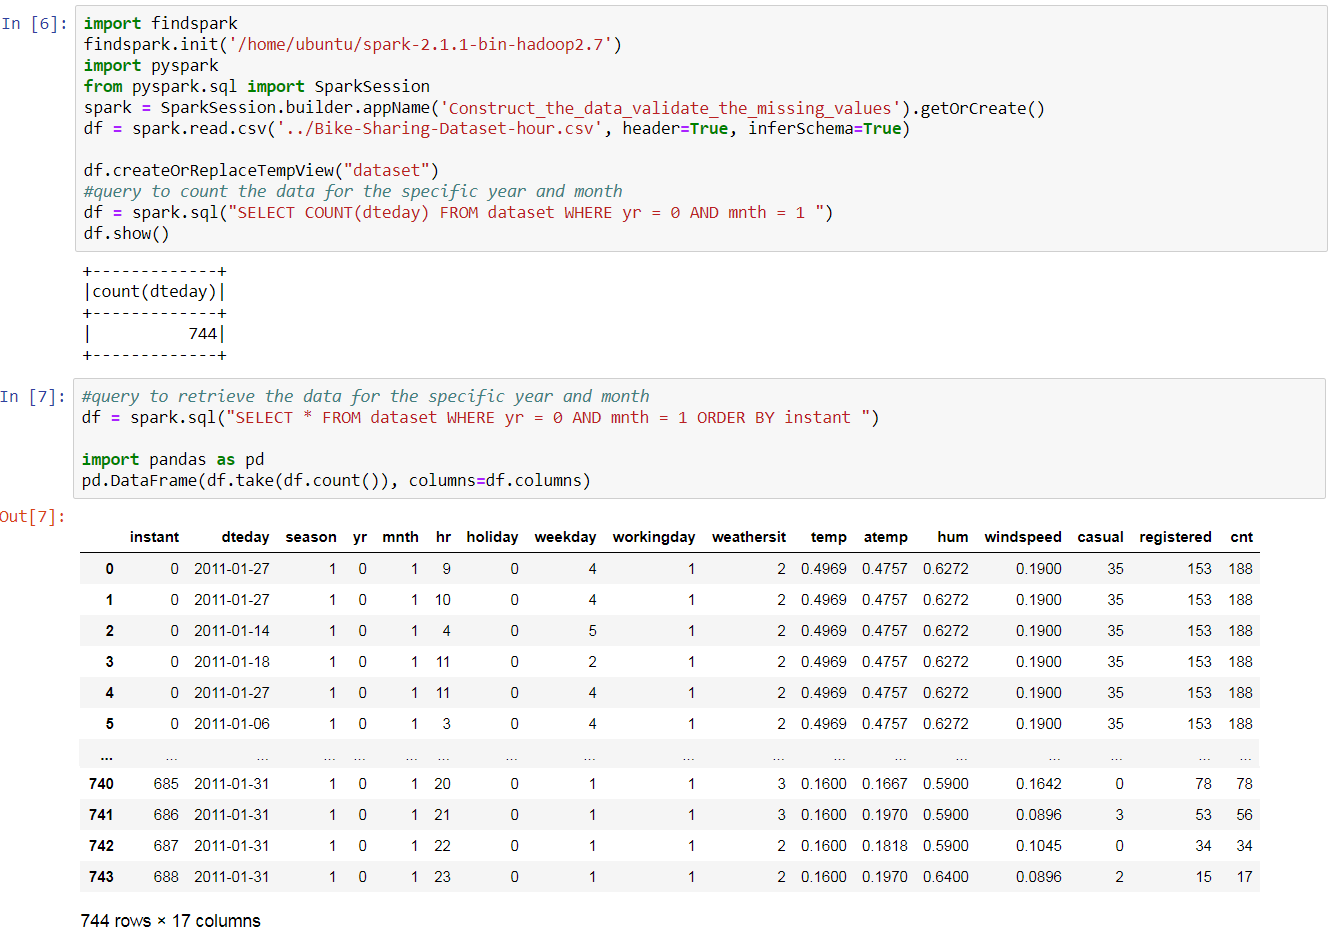 In [6]: import findspark
findspark.init('/home/ubuntu/spark-2.1.1-bin-hadoop2.7')
import pyspark
from pyspark.sql import SparkSession
spark = SparkSession.builder.appName('Construct_the_data_validate_the_missing_values').getOrCreate()
df = spark.read.csv('../Bike-Sharing-Dataset-hour.csv', header=True, inferSchema=True)
df.createOrReplaceTempView("dataset")
#query to count the data for the specific year and month
df = spark.sql("SELECT COUNT(dteday) FROM dataset WHERE yr = 0 AND mnth = 1 ")
df.show()
+-------------+
|count(dteday)|
+-------------+
|          744|
+-------------+
In [7]: #query to retrieve the data for the specific year and month
df = spark.sql("SELECT * FROM dataset WHERE yr = 0 AND mnth = 1 ORDER BY instant ")
import pandas as pd
pd.DataFrame(df.take(df.count()), columns=df.columns)
Out[7]:
instant dteday season yr mnth hr holiday weekday workingday weathersit temp atemp hum windspeed casual registered cnt
0 0 2011-01-27 1 0 1 9 0 4 1 2 0.4969 0.4757 0.6272 0.1900 35 153 188
1 0 2011-01-27 1 0 1 10 0 4 1 2 0.4969 0.4757 0.6272 0.1900 35 153 188
2 0 2011-01-14 1 0 1 4 0 5 1 2 0.4969 0.4757 0.6272 0.1900 35 153 188
3 0 2011-01-18 1 0 1 11 0 2 1 2 0.4969 0.4757 0.6272 0.1900 35 153 188
4 0 2011-01-27 1 0 1 11 0 4 1 2 0.4969 0.4757 0.6272 0.1900 35 153 188
5 0 2011-01-06 1 0 1 3 0 4 1 2 0.4969 0.4757 0.6272 0.1900 35 153 188
... ... ... ... ... ... ... ... ... ... ... ... ... ... ... ... ... ...
740 685 2011-01-31 1 0 1 20 0 1 1 3 0.1600 0.1667 0.5900 0.1642 0 78 78
741 686 2011-01-31 1 0 1 21 0 1 1 3 0.1600 0.1970 0.5900 0.0896 3 53 56
742 687 2011-01-31 1 0 1 22 0 1 1 2 0.1600 0.1818 0.5900 0.1045 0 34 34
743 688 2011-01-31 1 0 1 23 0 1 1 2 0.1600 0.1970 0.6400 0.0896 2 15 17
744 rows × 17 columns